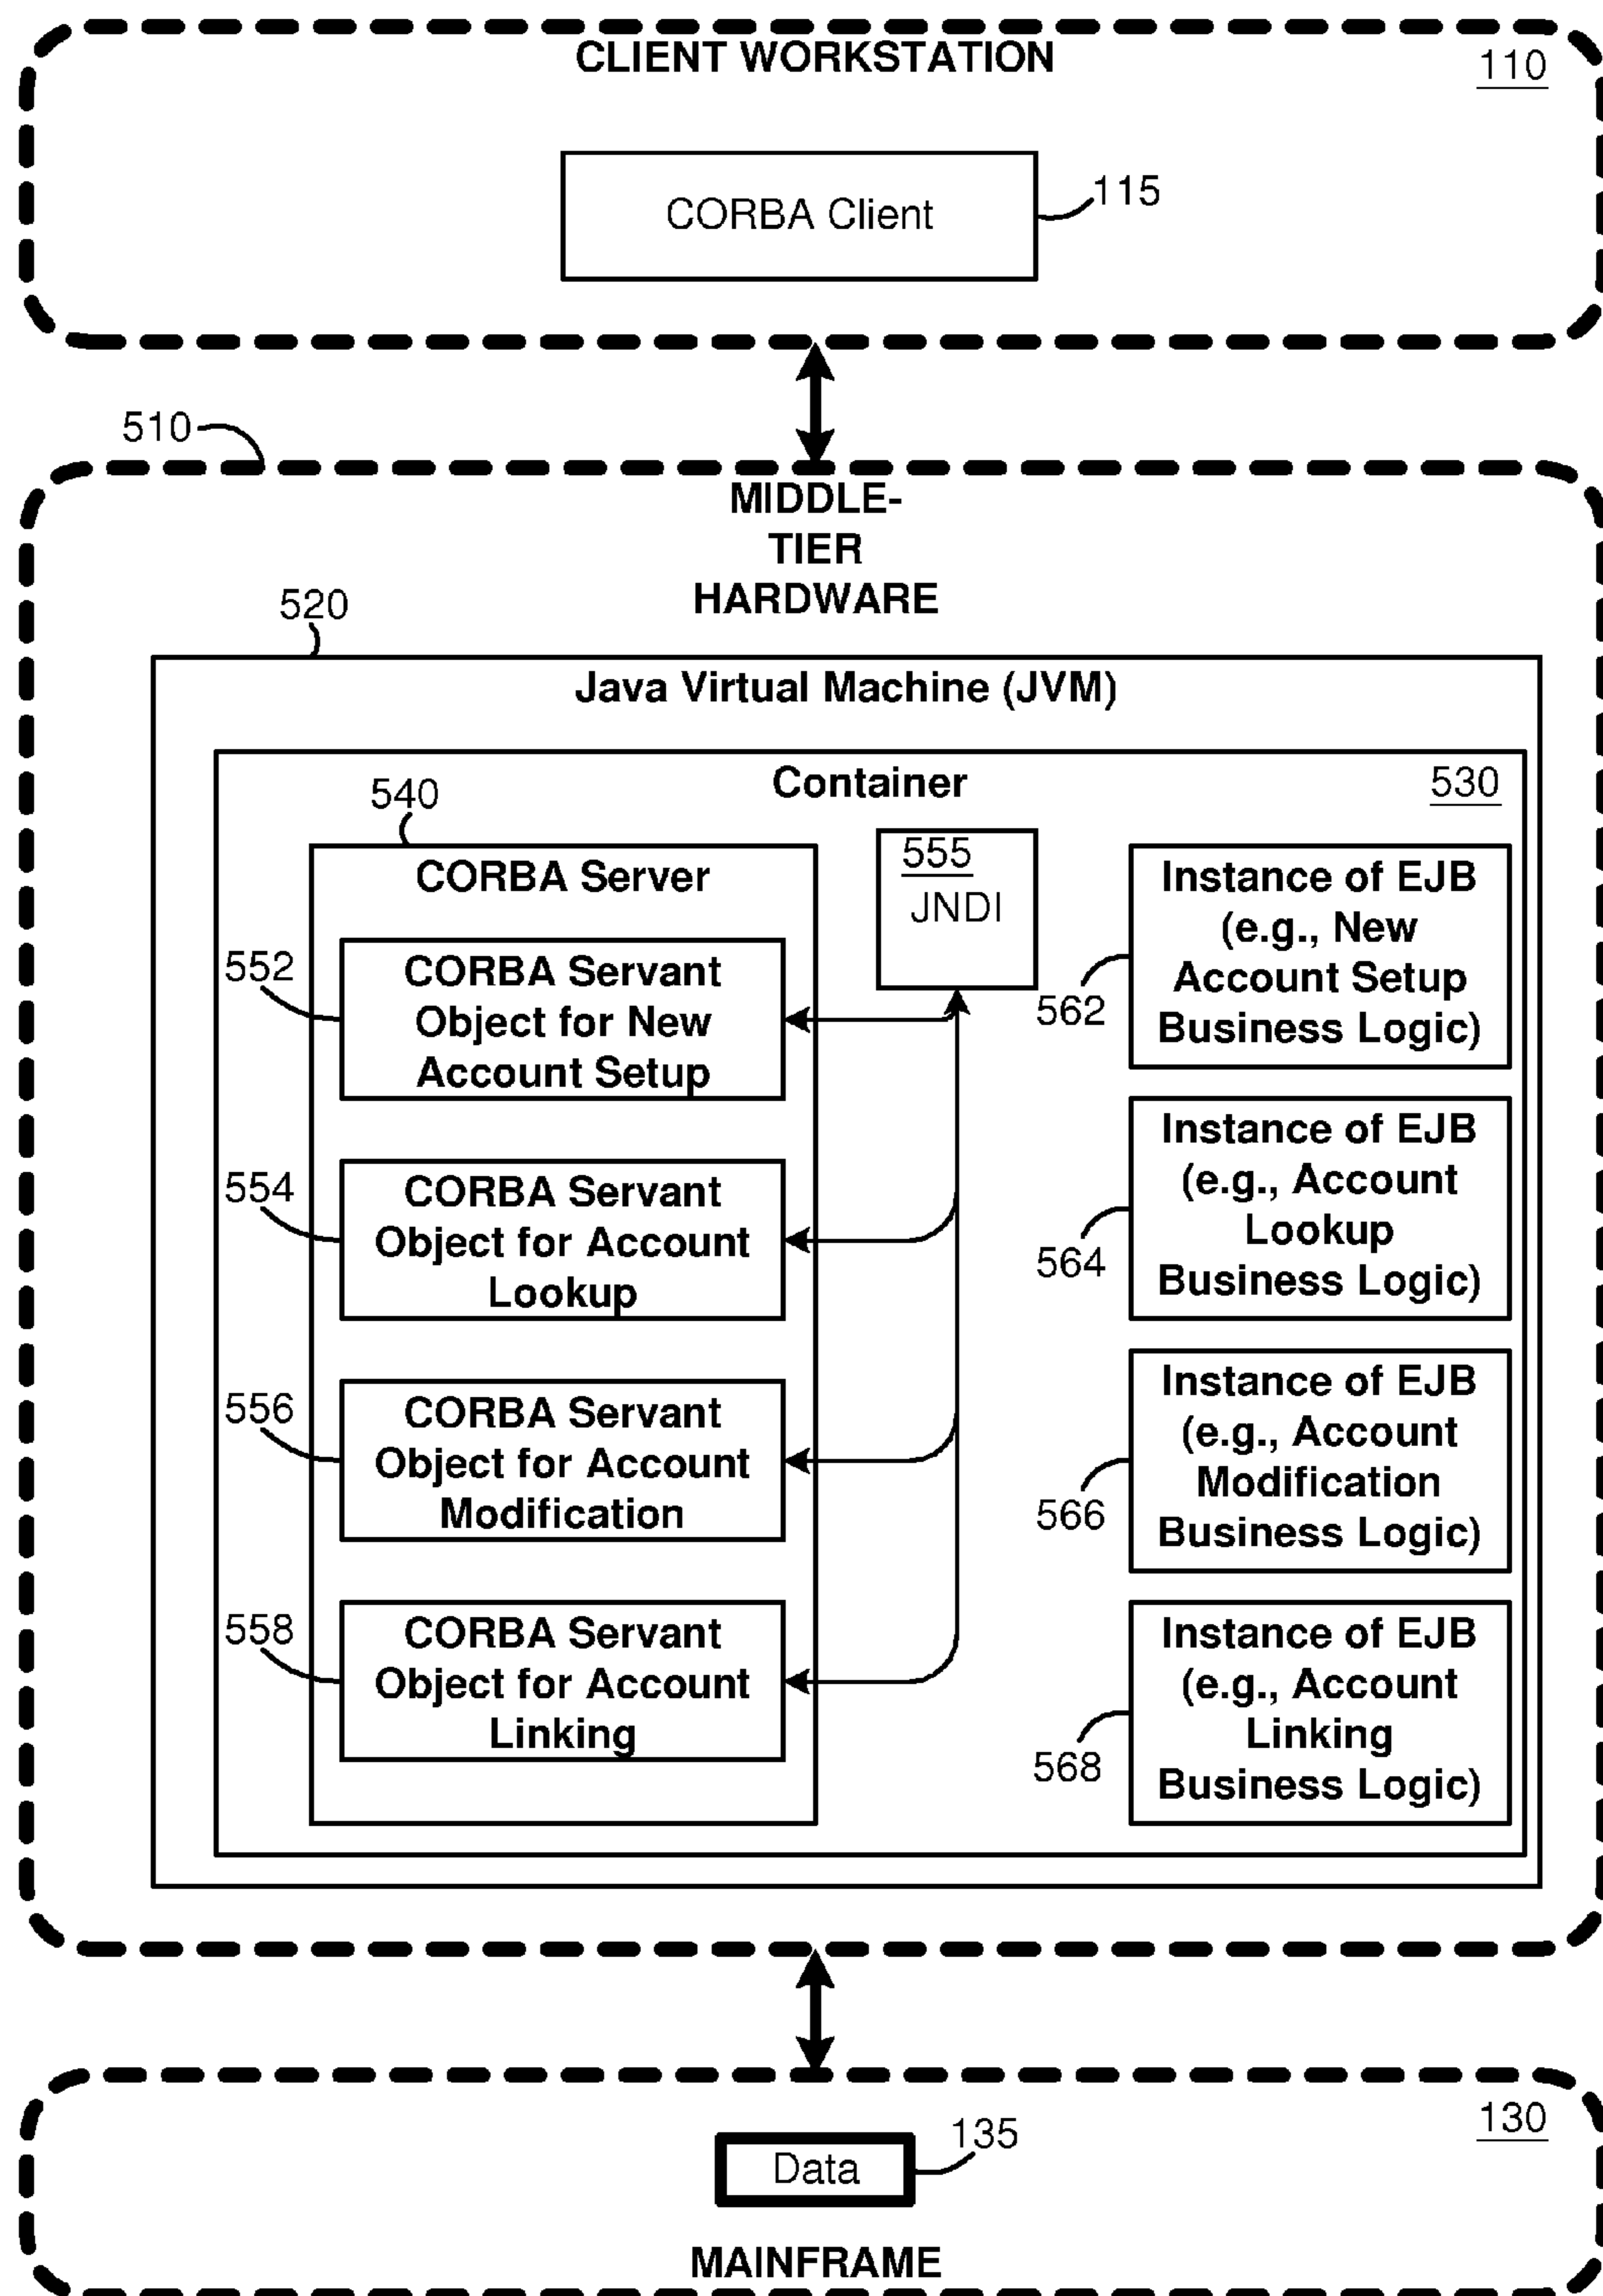 CLIENT WORKSTATION
110
CORBA Client
115
510
MIDDLE-
TIER
HARDWARE
520
Java Virtual Machine (JVM)
Container
530
540
CORBA Server
555
JNDI
552
CORBA Servant
Object for New
Account Setup
554
CORBA Servant
Object for Account
Lookup
556
CORBA Servant
Object for Account
Modification
558
CORBA Servant
Object for Account
Linking
Instance of EJB
(e.g., New
Account Setup
Business Logic)
562
Instance of EJB
(e.g., Account
Lookup
Business Logic)
564
Instance of EJB
(e.g., Account
Modification
Business Logic)
566
Instance of EJB
(e.g., Account
Linking
Business Logic)
568
130
135
Data
MAINFRAME